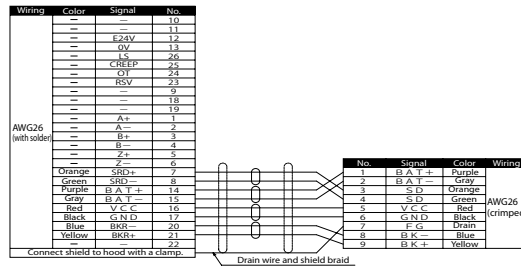 Wiring Color Signal No.
— — 10
— — 11
— E24V 12
— 0V 13
— LS 26
— CREEP 25
— OT 24
— RSV 23
— — 9
— — 18
— — 19
— A+ 1
AWG26 (with solder) — A− 2
— B+ 3
— B− 4
— Z+ 5
— Z− 6
Orange SRD+ 7
Green SRD− 8
Purple BAT+ 14
Gray BAT− 15
Red VCC 16
Black GND 17
Blue BKR− 20
Yellow BKR+ 21
— — 22
Connect shield to hood with a clamp.
Drain wire and shield braid
No. Signal Color Wiring
1 BAT+ Purple
2 BAT− Gray
3 SD Orange
4 SD Green
5 VCC Red
6 GND Black
7 FG Drain
8 BK− Blue
9 BK+ Yellow
AWG26